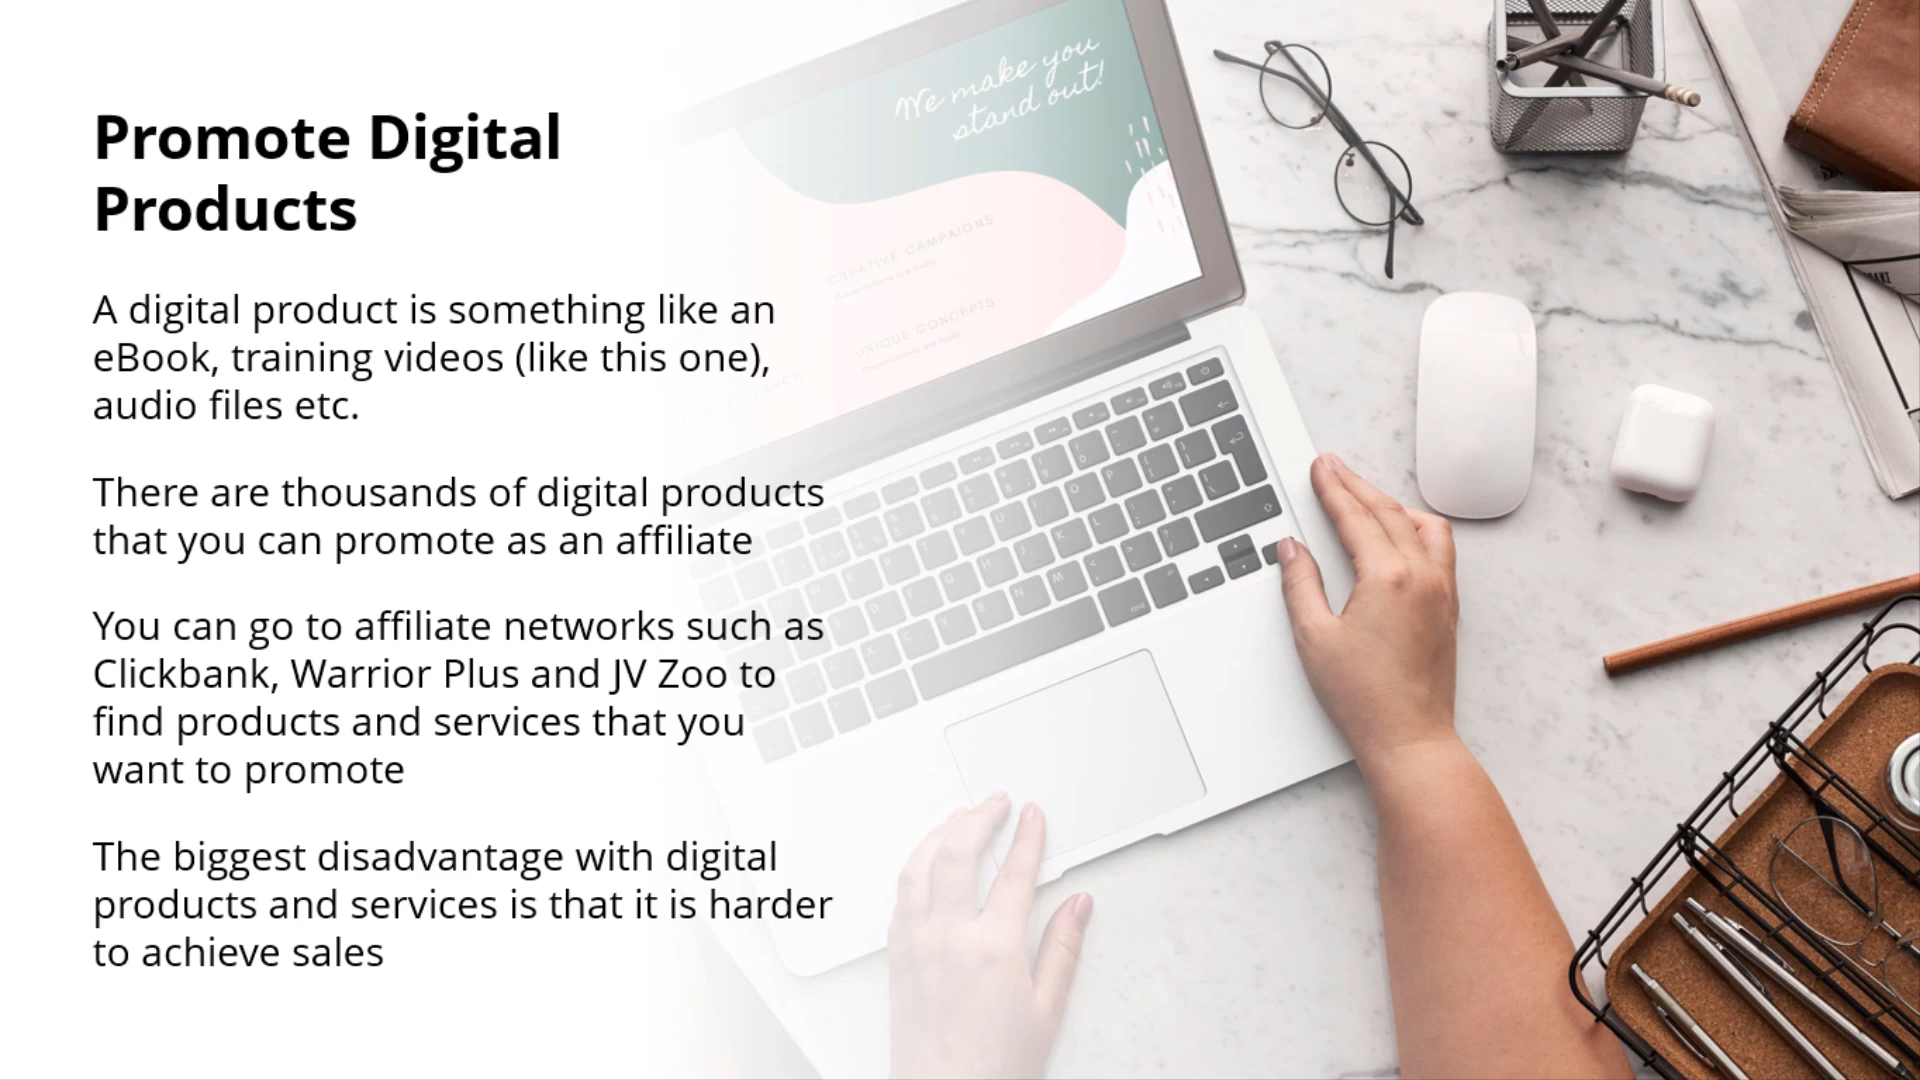 Promote Digital
Products
A digital product is something like an
eBook, training videos (like this one),
audio files etc.
There are thousands of digital products
that you can promote as an affiliate
You can go to affiliate networks such as
Clickbank, Warrior Plus and JV Zoo to
find products and services that you
want to promote
The biggest disadvantage with digital
products and services is that it is harder
to achieve sales
We make you
stand out!
CREATIVE CAMPAIGNS
UNIQUE CONCEPTS